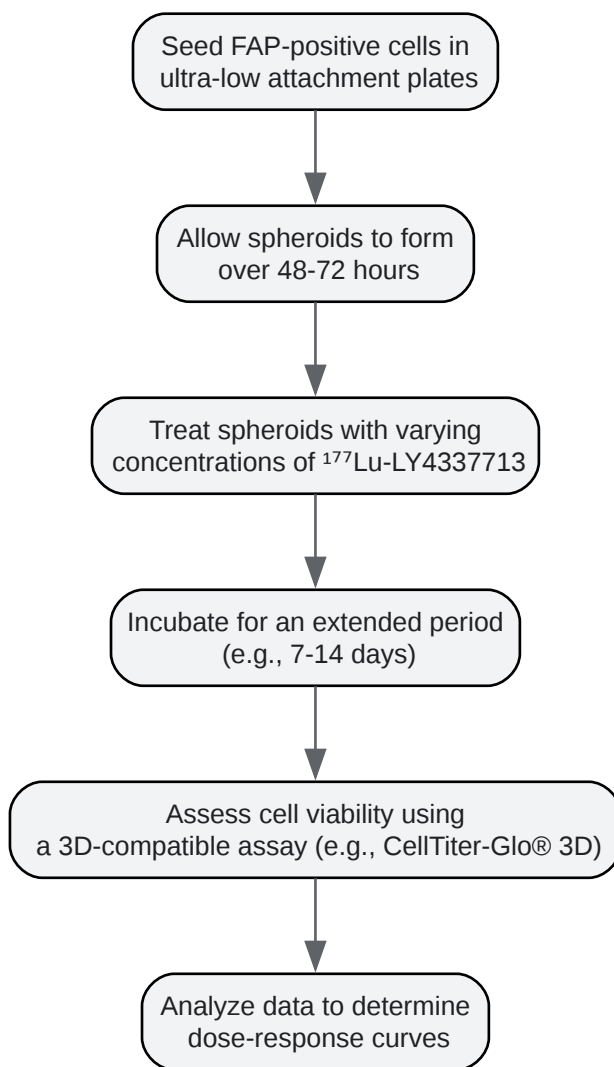 Seed FAP-positive cells in
ultra-low attachment plates
Allow spheroids to form
over 48-72 hours
Treat spheroids with varying
concentrations of ¹⁷⁷Lu-LY4337713
Incubate for an extended period
(e.g., 7-14 days)
Assess cell viability using
a 3D-compatible assay (e.g., CellTiter-Glo® 3D)
Analyze data to determine
dose-response curves